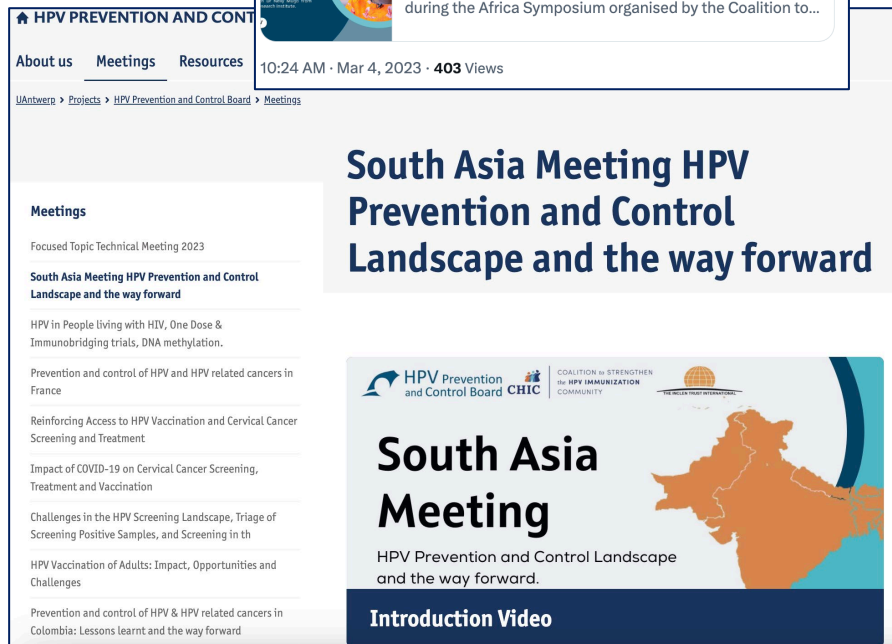 HPV PREVENTION AND CONT
during the Africa Symposium organised by the Coalition to...
10:24 AM · Mar 4, 2023 · 403 Views
About us Meetings Resources
UAntwerp > Projects > HPV Prevention and Control Board > Meetings
South Asia Meeting HPV
Prevention and Control
Landscape and the way forward
Meetings
Focused Topic Technical Meeting 2023
South Asia Meeting HPV Prevention and Control
Landscape and the way forward
HPV in People living with HIV, One Dose &
Immunobridging trials, DNA methylation.
Prevention and control of HPV and HPV related cancers in
France
Reinforcing Access to HPV Vaccination and Cervical Cancer
Screening and Treatment
Impact of COVID-19 on Cervical Cancer Screening,
Treatment and Vaccination
Challenges in the HPV Screening Landscape, Triage of
Screening Positive Samples, and Screening in th
HPV Vaccination of Adults: Impact, Opportunities and
Challenges
Prevention and control of HPV & HPV related cancers in
Colombia: Lessons learnt and the way forward
HPV Prevention
and Control Board
CHIC
COALITION to STRENGTHEN
the HPV IMMUNIZATION
COMMUNITY
THE INCLEN TRUST INTERNATIONAL
South Asia
Meeting
HPV Prevention and Control Landscape
and the way forward.
Introduction Video